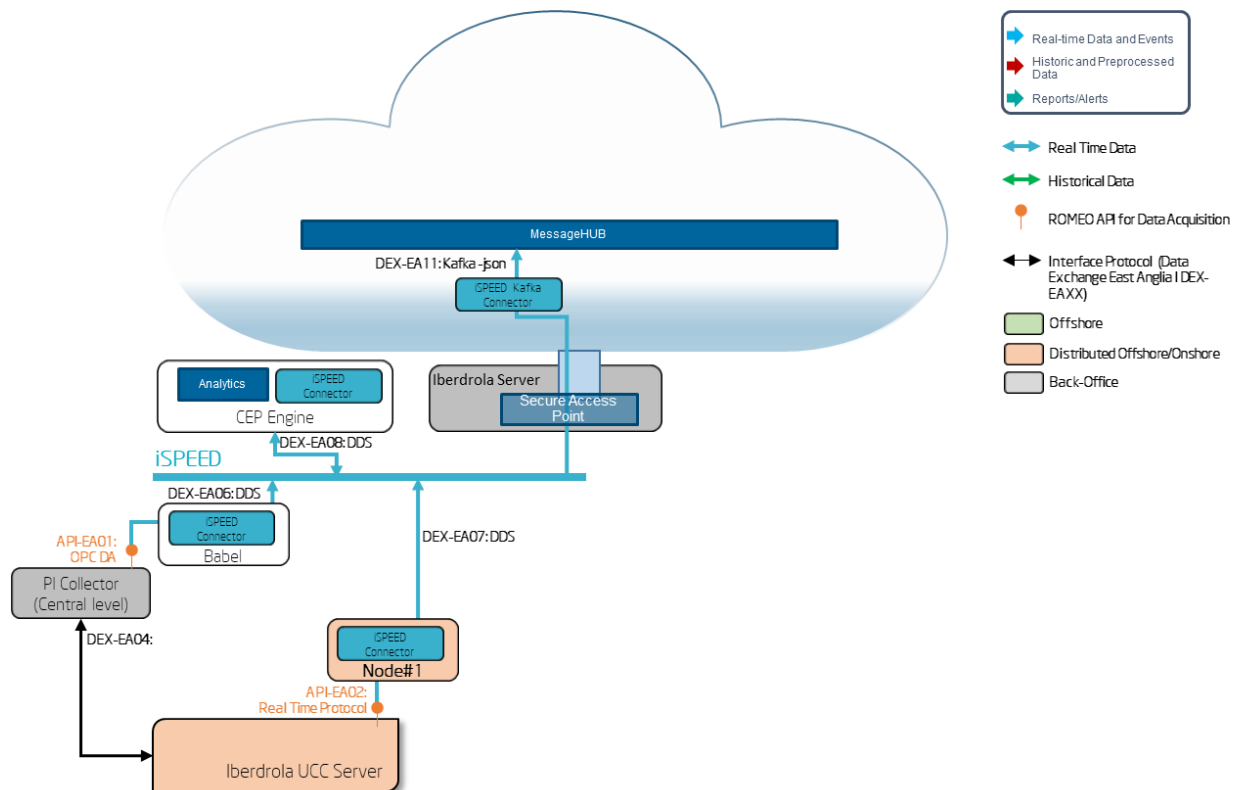 MessageHUB
DEX-EA11:Kafka-json
iSPEED Kafka
Connector
Analytics
iSPEED
Connector
CEP Engine
Iberdrola Server
Secure Access
Point
DEX-EA08:DDS
iSPEED
DEX-EA06:DDS
iSPEED
Connector
Babel
API-EA01:
OPC DA
PI Collector
(Central level)
DEX-EA04:
DEX-EA07:DDS
iSPEED
Connector
Node#1
API-EA02:
Real Time Protocol
Iberdrola UCC Server
Real-time Data and Events
Historic and Preprocessed
Data
Reports/Alerts
Real Time Data
Historical Data
ROMEO API for Data Acquisition
Interface Protocol (Data
Exchange East Anglia I DEX-
EAXX)
Offshore
Distributed Offshore/Onshore
Back-Office